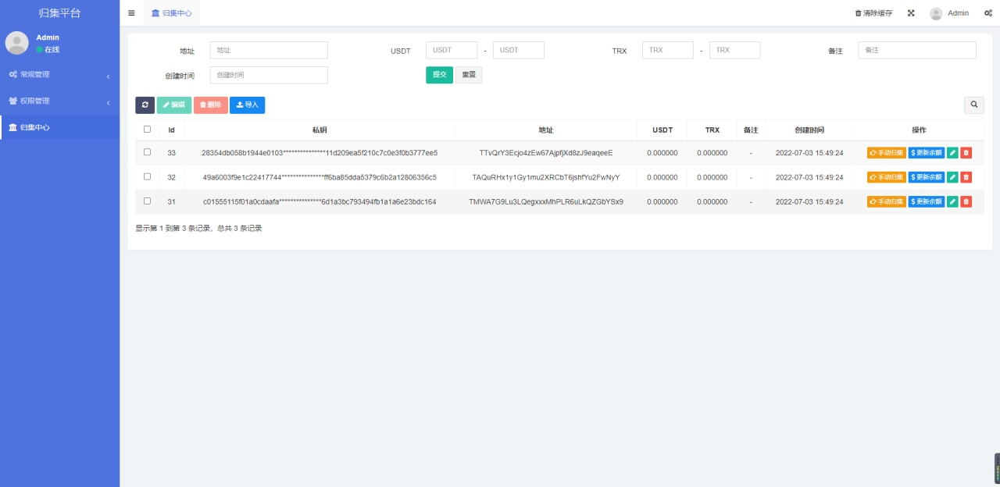 归集平台
归集中心
清除缓存
Admin
Admin
在线
常规管理
权限管理
归集中心
地址 地址 USDT USDT - USDT TRX TRX - TRX 备注 备注
创建时间 创建时间 提交 重置
编辑 删除 导入
Id 私钥 地址 USDT TRX 备注 创建时间 操作
33 28354db058b1944e0103***************11d209ea5f210c7c0e3f0b3777ee5 TTvQrY3Ecjo4zEw67AjpfjXd8zJ9eaqeeE 0.000000 0.000000 - 2022-07-03 15:49:24 手动归集 $更新余额
32 49a6003f9e1c22417744***************ff6ba85dda5379c6b2a12806356c5 TAQuRHx1y1Gy1mu2XRCbT6jshfYu2FwNyY 0.000000 0.000000 - 2022-07-03 15:49:24 手动归集 $更新余额
31 c01555115f01a0cdaafa***************6d1a3bc793494fb1a1a6e23bdc164 TMWA7G9Lu3LQegxxxMhPLR6uLkQZGbYSx9 0.000000 0.000000 - 2022-07-03 15:49:24 手动归集 $更新余额
显示第 1 到第 3 条记录，总共 3 条记录